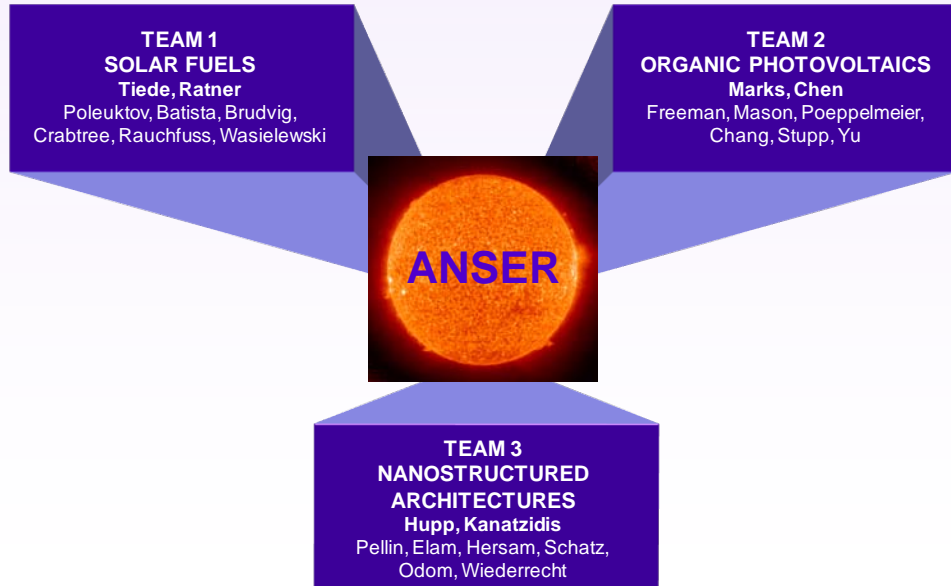 TEAM 1
SOLAR FUELS
Tiede, Ratner
Poleuktov, Batista, Brudvig,
Crabtree, Rauchfuss, Wasielewski
TEAM 2
ORGANIC PHOTOVOLTAICS
Marks, Chen
Freeman, Mason, Poeppelmeier,
Chang, Stupp, Yu
ANSER
TEAM 3
NANOSTRUCTURED
ARCHITECTURES
Hupp, Kanatzidis
Pellin, Elam, Hersam, Schatz,
Odom, Wiederrecht